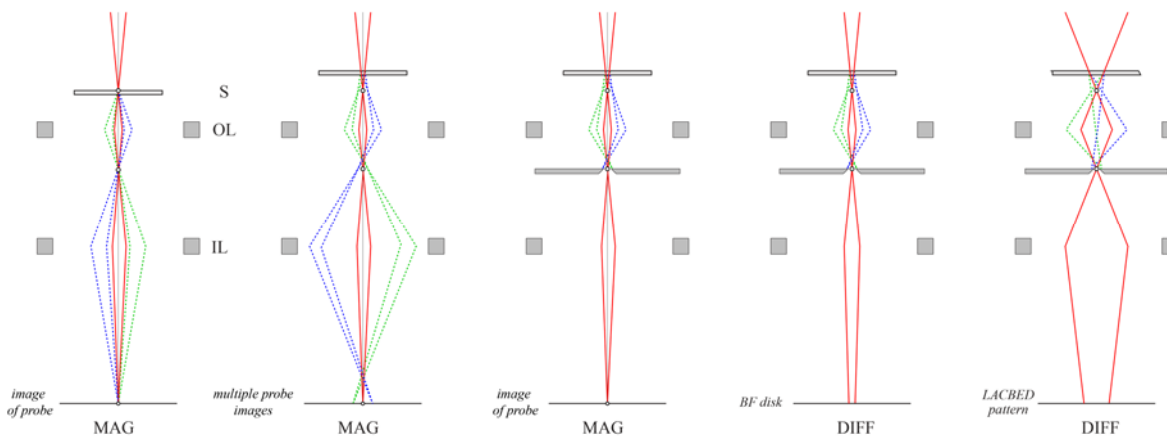 S
OL
IL
image
of probe
MAG
multiple probe
images
MAG
image
of probe
MAG
BF disk
DIFF
LACBED
pattern
DIFF